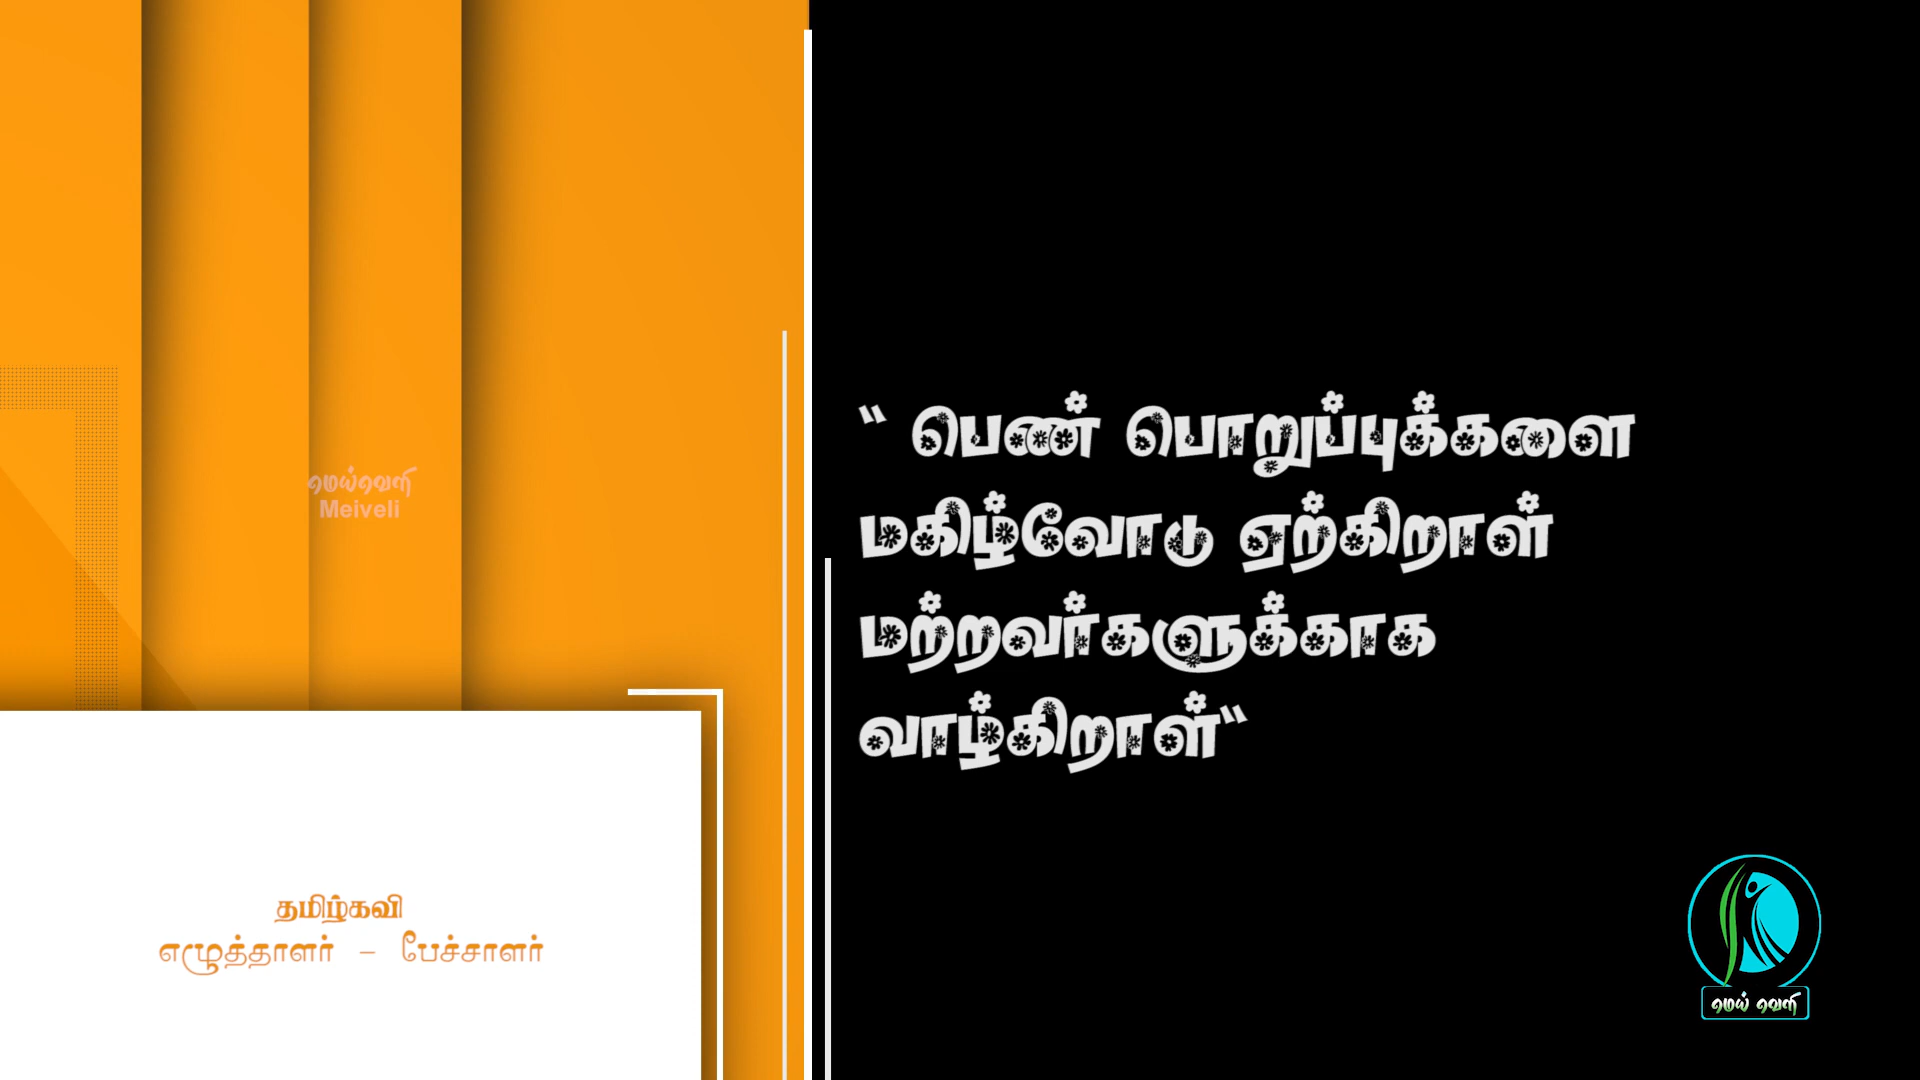 மெய்வெளி
Meiveli
“ பெண் பொறுப்புக்களை
மகிழ்வோடு ஏற்கிறாள்
மற்றவர்களுக்காக
வாழ்கிறாள்“
தமிழ்கவி
எழுத்தாளர் – பேச்சாளர்
மெய் வெளி